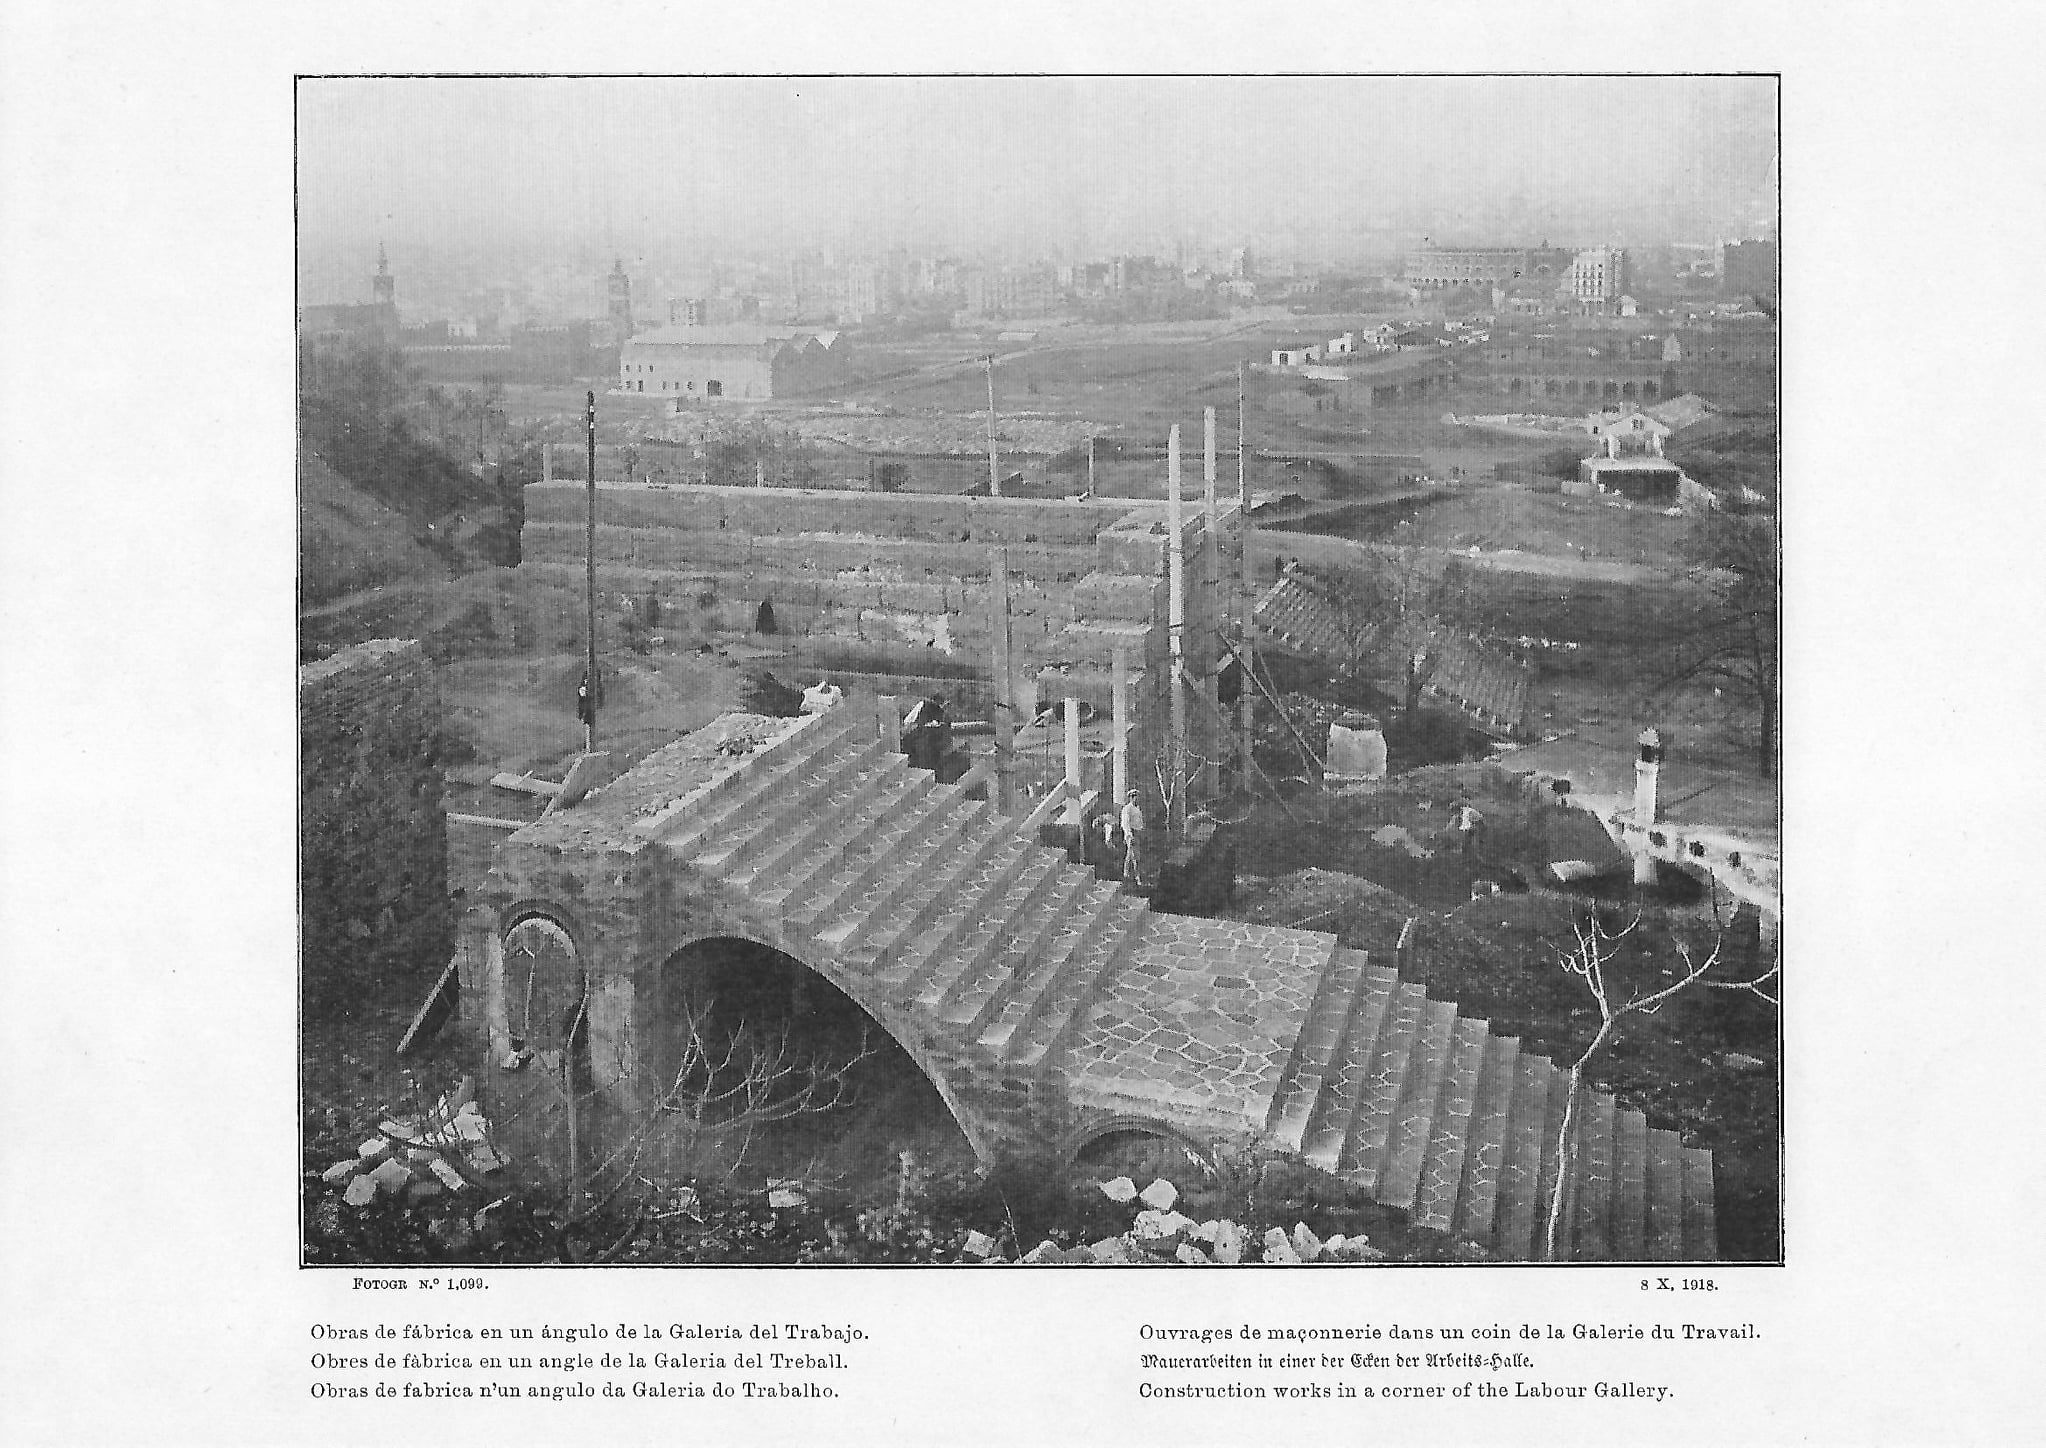 FOTOGR N.º 1,099.
8 X, 1918.
Obras de fábrica en un ángulo de la Galería del Trabajo.
Obres de fàbrica en un angle de la Galeria del Treball.
Obras de fabrica n'un angulo da Galeria do Trabalho.
Ouvrages de maçonnerie dans un coin de la Galerie du Travail.
Mauerarbeiten in einer der Ecken der Arbeits-Halle.
Construction works in a corner of the Labour Gallery.